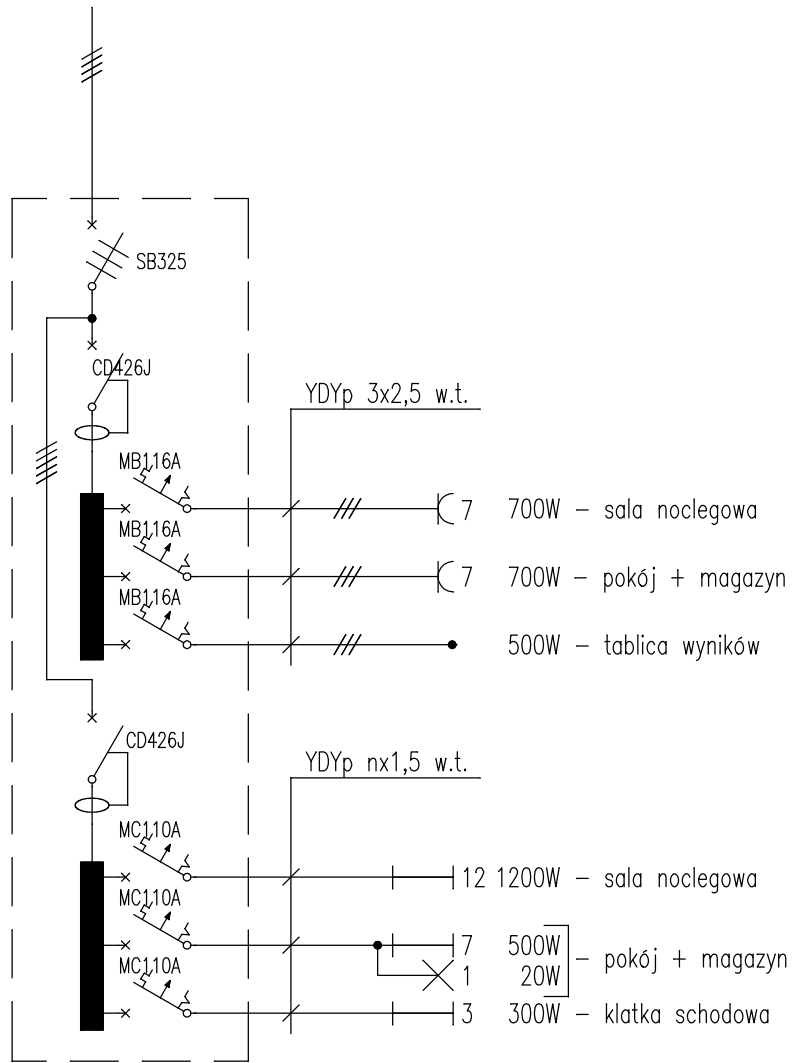 SB325
CD426J
YDYp 3x2,5 w.t.
MB116A
7 700W – sala noclegowa
MB116A
7 700W – pokój + magazyn
MB116A
500W – tablica wyników
CD426J
YDYp nx1,5 w.t.
MC110A
12 1200W – sala noclegowa
MC110A
7 500W
– pokój + magazyn
1 20W
MC110A
3 300W – klatka schodowa